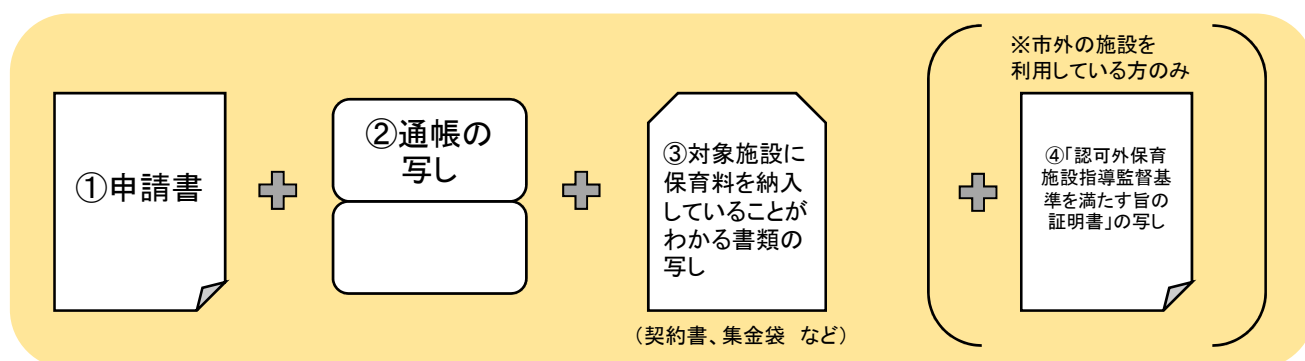 ①申請書
②通帳の
写し
③対象施設に
保育料を納入
していることが
わかる書類の
写し
（契約書、集金袋　など）
※市外の施設を
利用している方のみ
④「認可外保育
施設指導監督基
準を満たす旨の
証明書」の写し